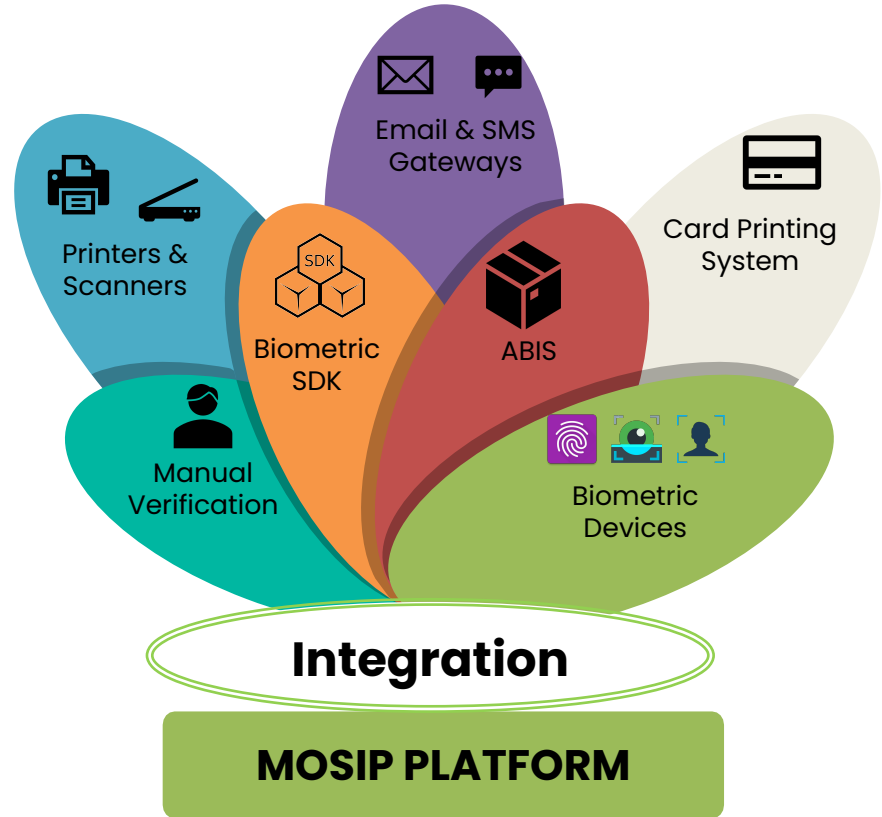 Email & SMS
Gateways
Printers &
Scanners
Card Printing
System
SDK
Biometric
SDK
ABIS
Manual
Verification
Biometric
Devices
Integration
MOSIP PLATFORM